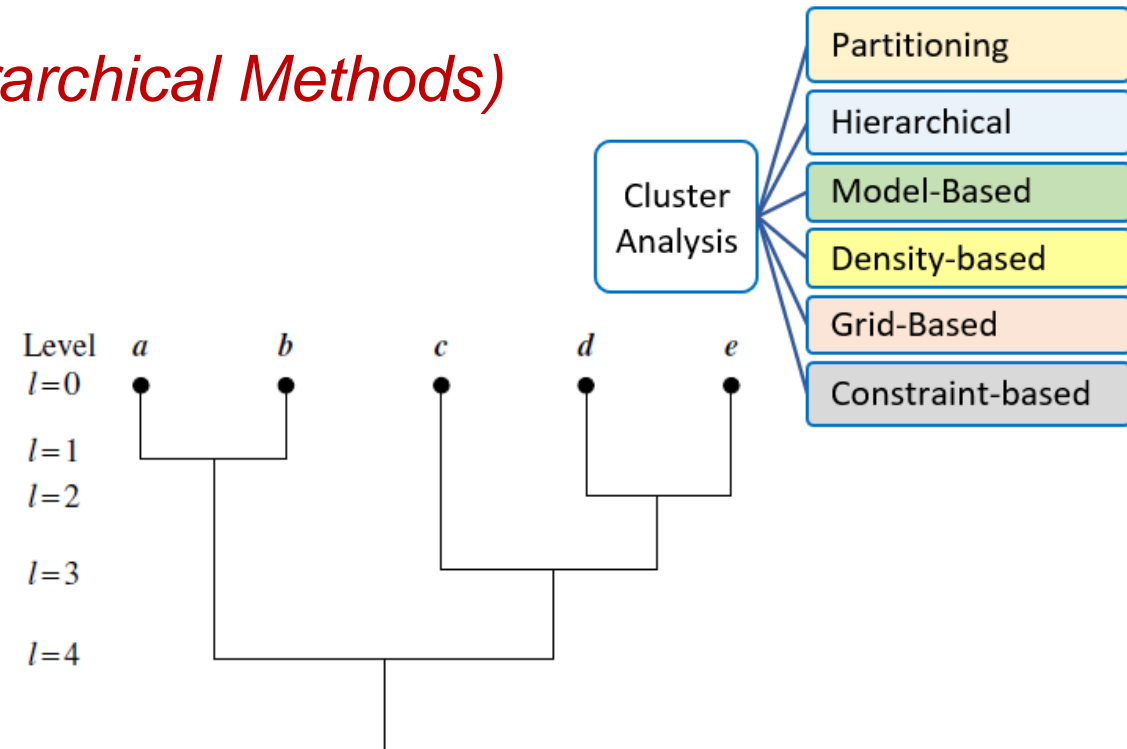 rarchical Methods)
Partitioning
Hierarchical
Model-Based
Density-based
Grid-Based
Constraint-based
Cluster
Analysis
Level a b c d e
l=0
l=1
l=2
l=3
l=4